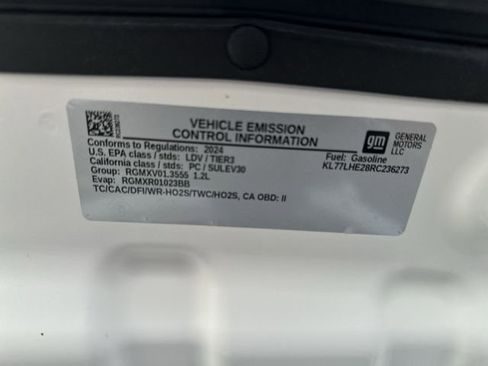 VEHICLE EMISSION
CONTROL INFORMATION
Conforms to Regulations: 2024
U.S. EPA class / stds: LDV / TIER3
California class / stds: PC / SULEV30
Group: RGMXV01.3555 1.2L
Evap: RGMXR01023BB
TC/CAC/DFI/WR-HO2S/TWC/HO2S, CA OBD: II
gm
GENERAL
MOTORS
LLC
Fuel: Gasoline
KL77LHE28RC236273